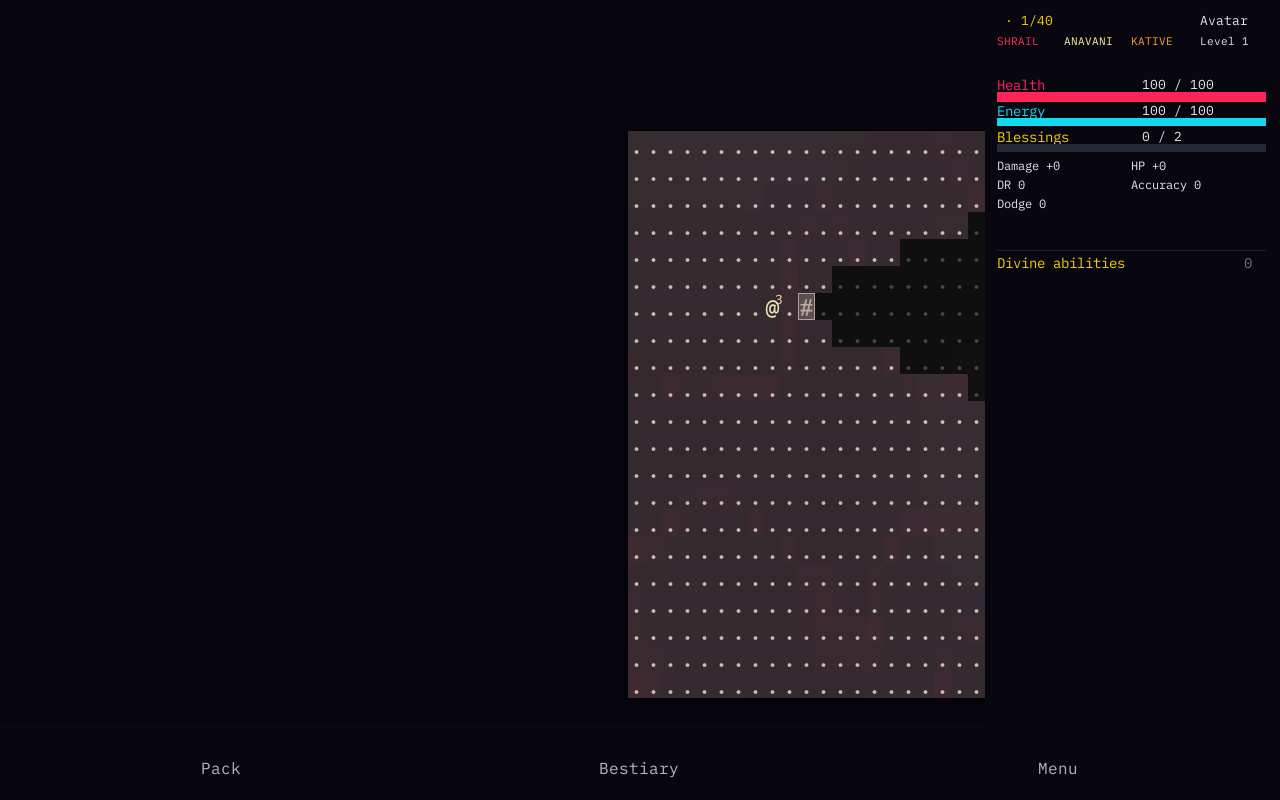 · 1/40 Avatar
SHRAIL ANAVANI KATIVE Level 1
Health 100 / 100
Energy 100 / 100
Blessings 0 / 2
Damage +0 HP +0
DR 0 Accuracy 0
Dodge 0
Divine abilities 0
@3 #
Pack Bestiary Menu